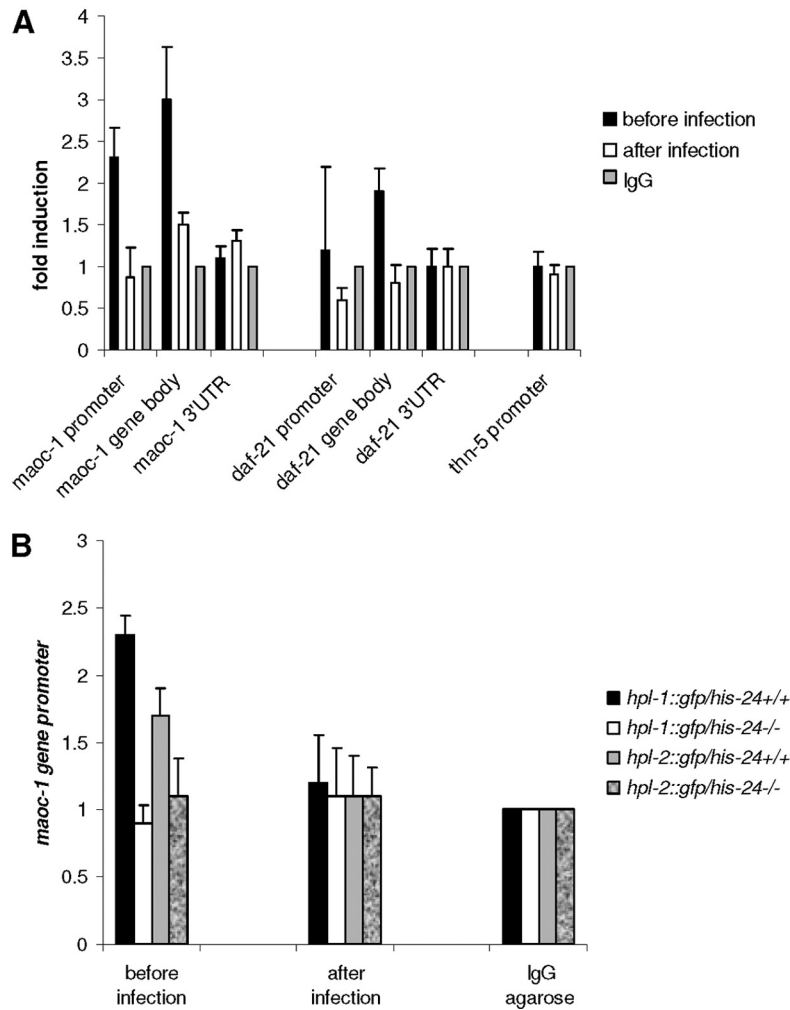 A
fold induction
4
3.5
3
2.5
2
1.5
1
0.5
0
maoc-1 promoter
maoc-1 gene body
maoc-1 3'UTR
daf-21 promoter
daf-21 gene body
daf-21 3'UTR
thn-5 promoter
before infection
after infection
IgG
B
maoc-1 gene promoter
3
2.5
2
1.5
1
0.5
0
before
infection
after
infection
IgG
agarose
hpl-1::gfp/his-24+/+
hpl-1::gfp/his-24-/-
hpl-2::gfp/his-24+/+
hpl-2::gfp/his-24-/-